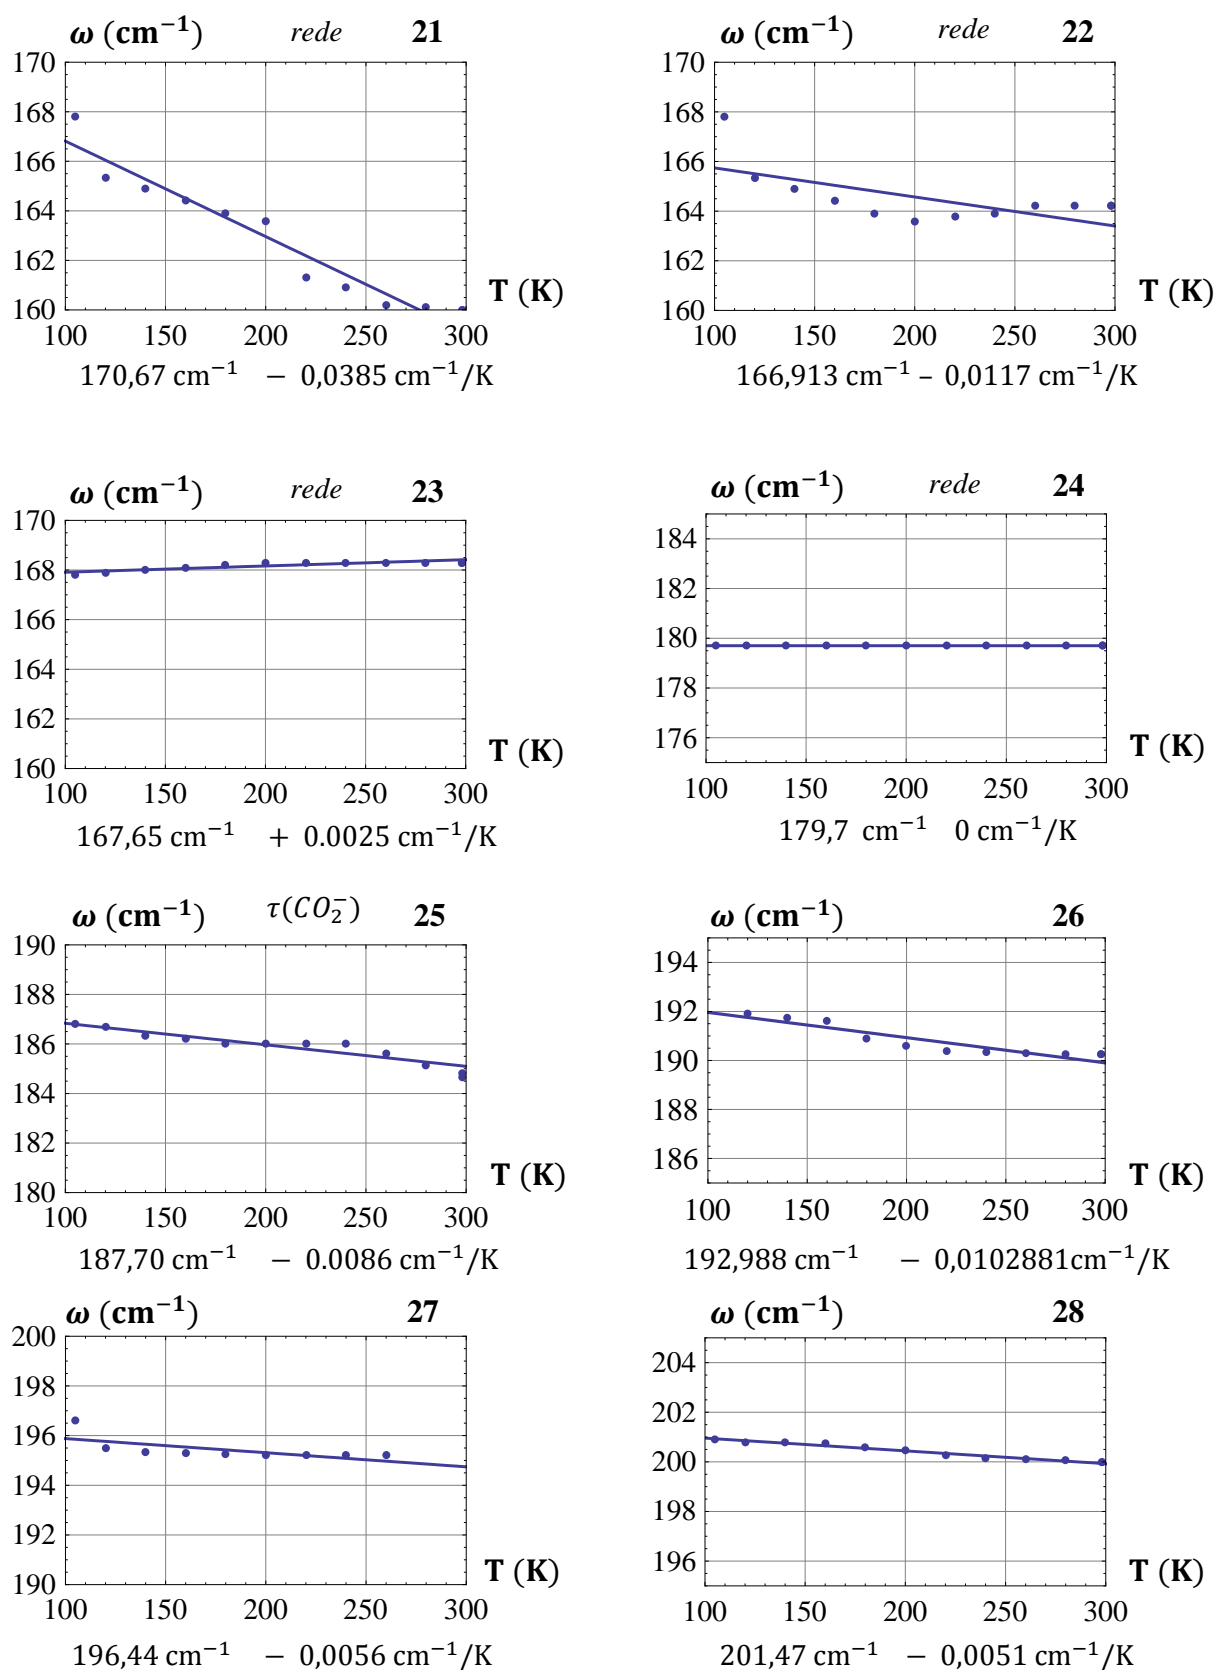 ω (cm⁻¹) rede 21
170
168
166
164
162
160
T (K)
100 150 200 250 300
170,67 cm⁻¹ − 0,0385 cm⁻¹/K
ω (cm⁻¹) rede 22
170
168
166
164
162
160
T (K)
100 150 200 250 300
166,913 cm⁻¹ – 0,0117 cm⁻¹/K
ω (cm⁻¹) rede 23
170
168
166
164
162
160
T (K)
100 150 200 250 300
167,65 cm⁻¹ + 0.0025 cm⁻¹/K
ω (cm⁻¹) rede 24
184
182
180
178
176
T (K)
100 150 200 250 300
179,7 cm⁻¹ 0 cm⁻¹/K
ω (cm⁻¹) τ(CO₂⁻) 25
190
188
186
184
182
180
T (K)
100 150 200 250 300
187,70 cm⁻¹ − 0.0086 cm⁻¹/K
ω (cm⁻¹) 26
194
192
190
188
186
T (K)
100 150 200 250 300
192,988 cm⁻¹ − 0,0102881cm⁻¹/K
ω (cm⁻¹) 27
200
198
196
194
192
190
T (K)
100 150 200 250 300
196,44 cm⁻¹ − 0,0056 cm⁻¹/K
ω (cm⁻¹) 28
204
202
200
198
196
T (K)
100 150 200 250 300
201,47 cm⁻¹ − 0,0051 cm⁻¹/K